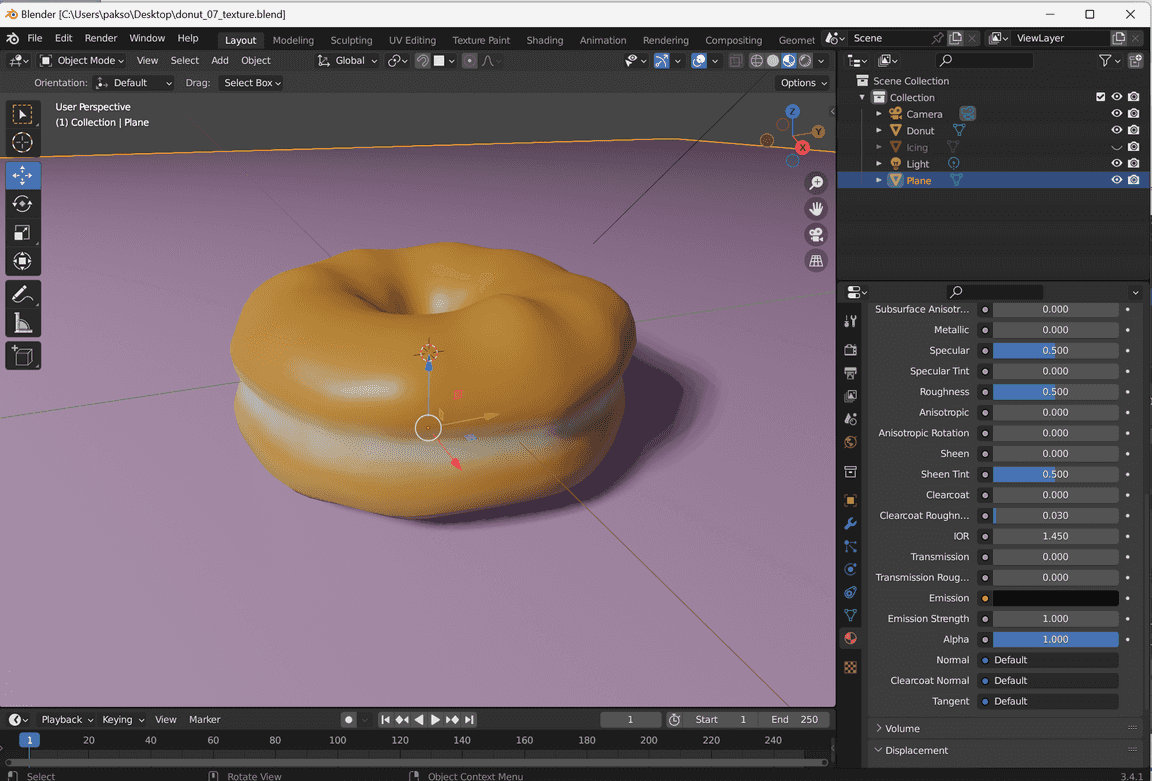 Blender [C:\Users\pakso\Desktop\donut_07_texture.blend]
File Edit Render Window Help Layout Modeling Sculpting UV Editing Texture Paint Shading Animation Rendering Compositing Geomet Scene ViewLayer
Object Mode View Select Add Object Global
Orientation: Default Drag: Select Box Options
User Perspective
(1) Collection | Plane
Z
Y
X
Scene Collection
Collection
Camera
Donut
Icing
Light
Plane
Subsurface Anisotr... 0.000
Metallic 0.000
Specular 0.500
Specular Tint 0.000
Roughness 0.500
Anisotropic 0.000
Anisotropic Rotation 0.000
Sheen 0.000
Sheen Tint 0.500
Clearcoat 0.000
Clearcoat Roughn... 0.030
IOR 1.450
Transmission 0.000
Transmission Roug... 0.000
Emission
Emission Strength 1.000
Alpha 1.000
Normal Default
Clearcoat Normal Default
Tangent Default
Volume
Displacement
Playback Keying View Marker 1 Start 1 End 250
1 20 40 60 80 100 120 140 160 180 200 220 240
Select Rotate View Object Context Menu 3.4.1